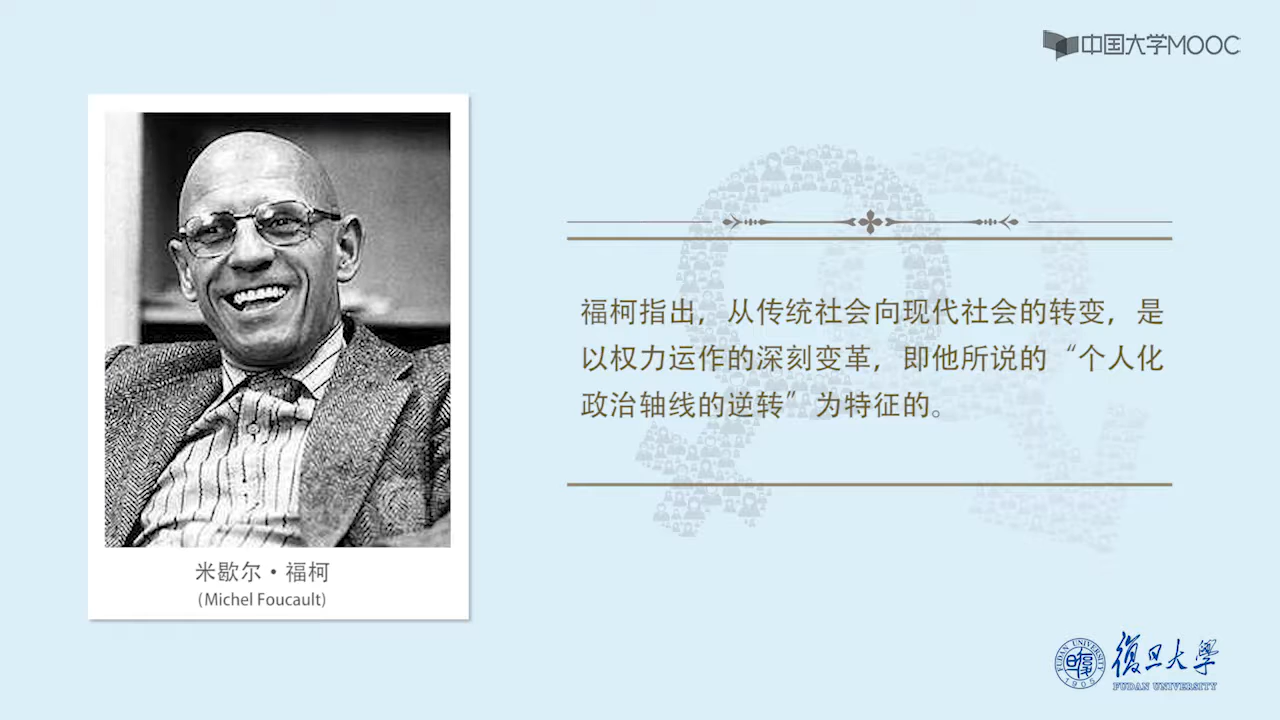 中国大学MOOC
福柯指出，从传统社会向现代社会的转变，是
以权力运作的深刻变革，即他所说的“个人化
政治轴线的逆转”为特征的。
米歇尔·福柯
(Michel Foucault)
FUDAN UNIVERSITY
1905
復旦大學
FUDAN UNIVERSITY